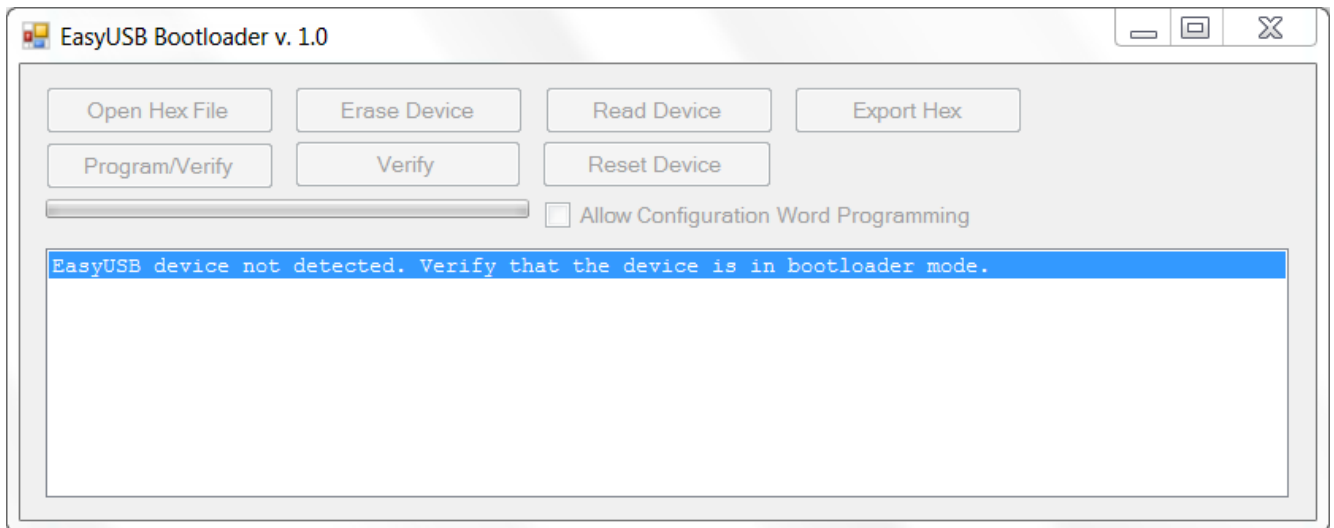 EasyUSB Bootloader v. 1.0
Open Hex File Erase Device Read Device Export Hex
Program/Verify Verify Reset Device
Allow Configuration Word Programming
EasyUSB device not detected. Verify that the device is in bootloader mode.